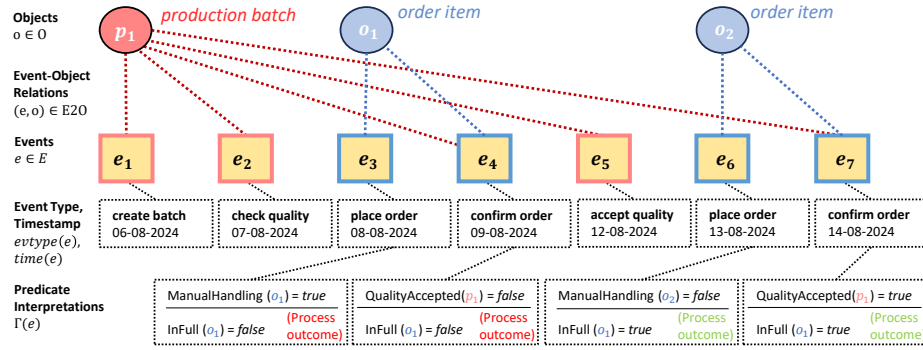 Objects
o ∈ O
production batch
order item
order item
p₁
o₁
o₂
Event-Object
Relations
(e, o) ∈ E2O
Events
e ∈ E
e₁
e₂
e₃
e₄
e₅
e₆
e₇
Event Type,
Timestamp
evtype(e),
time(e)
create batch
06-08-2024
check quality
07-08-2024
place order
08-08-2024
confirm order
09-08-2024
accept quality
12-08-2024
place order
13-08-2024
confirm order
14-08-2024
Predicate
Interpretations
Γ(e)
ManualHandling (o₁) = true
InFull (o₁) = false
(Process
outcome)
QualityAccepted(p₁) = false
InFull (o₁) = false
(Process
outcome)
ManualHandling (o₂) = false
InFull (o₁) = true
(Process
outcome)
QualityAccepted(p₁) = true
InFull (o₁) = true
(Process
outcome)